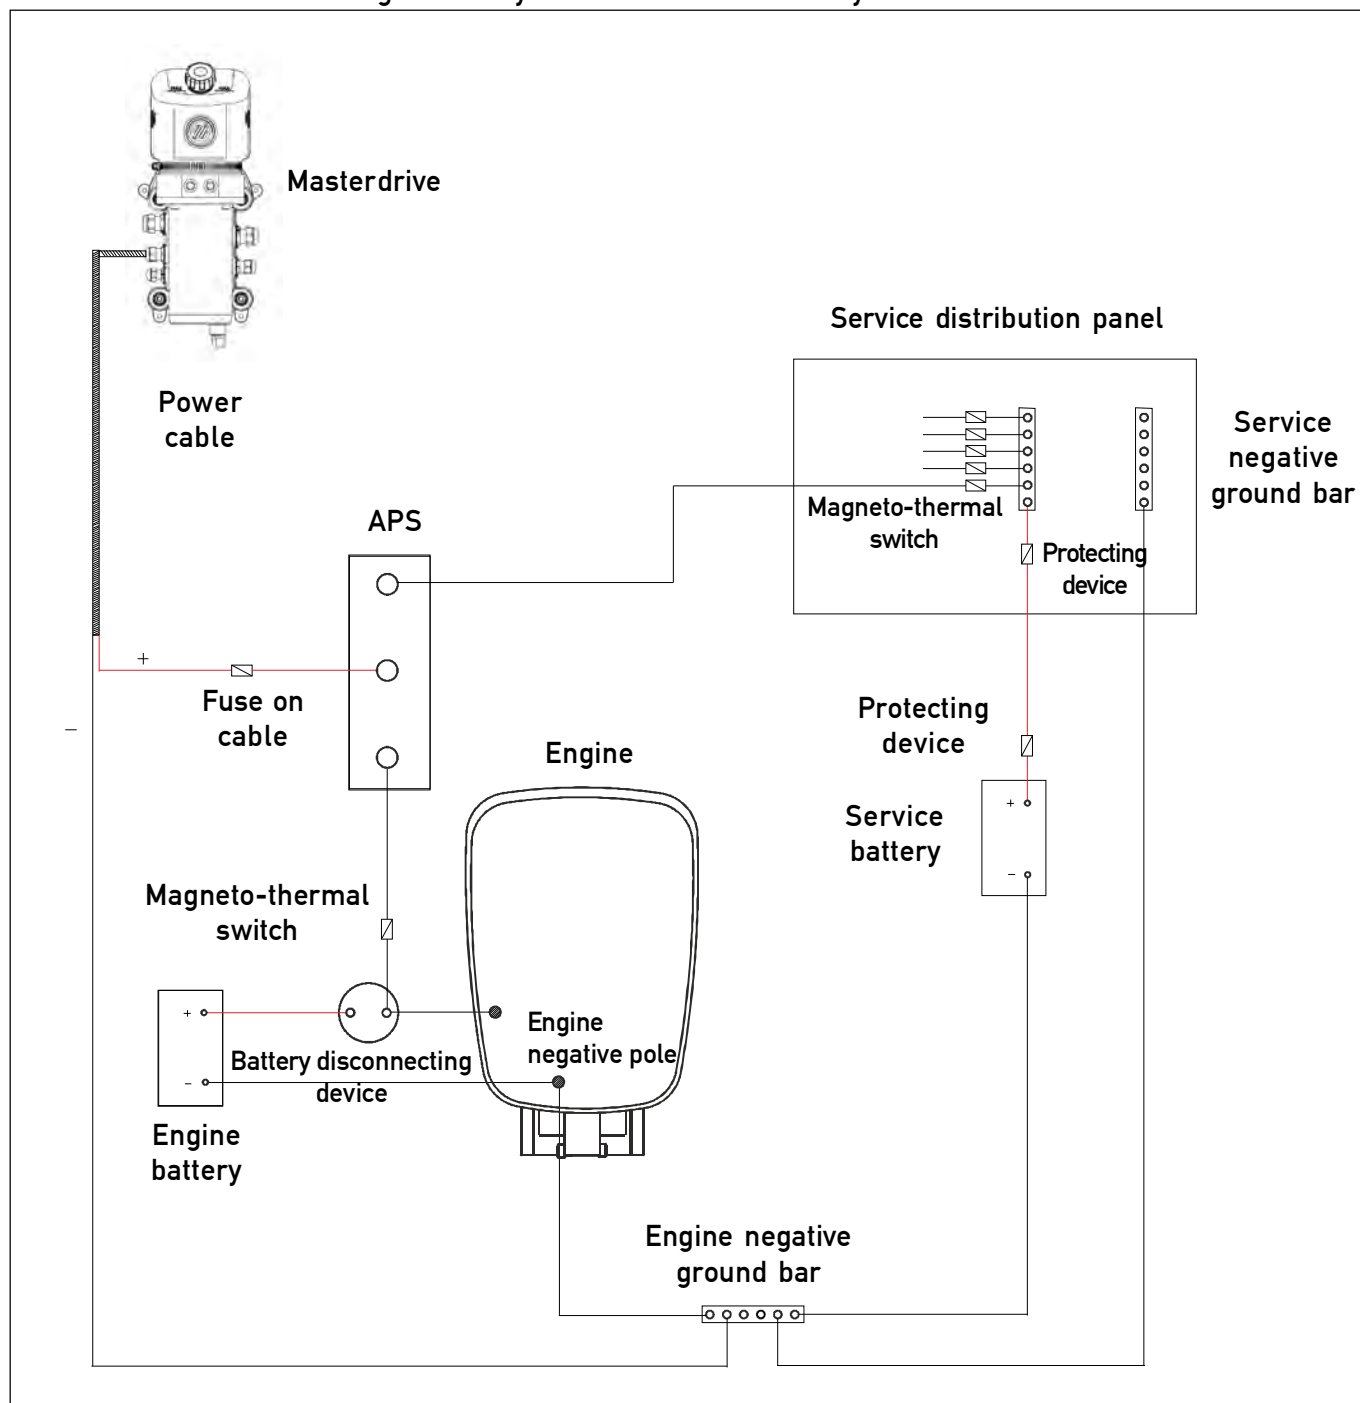 Masterdrive
Power
cable
Service distribution panel
Service
negative
ground bar
Magneto-thermal
switch
Protecting
device
APS
+
Fuse on
cable
–
Protecting
device
Engine
Service
battery
+
–
Magneto-thermal
switch
+
–
Engine
negative pole
Battery disconnecting
device
Engine
battery
Engine negative
ground bar